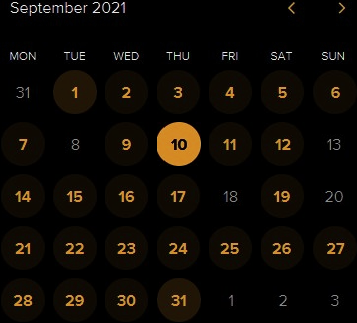 September 2021
MON TUE WED THU FRI SAT SUN
31 1 2 3 4 5 6
7 8 9 10 11 12 13
14 15 16 17 18 19 20
21 22 23 24 25 26 27
28 29 30 31 1 2 3